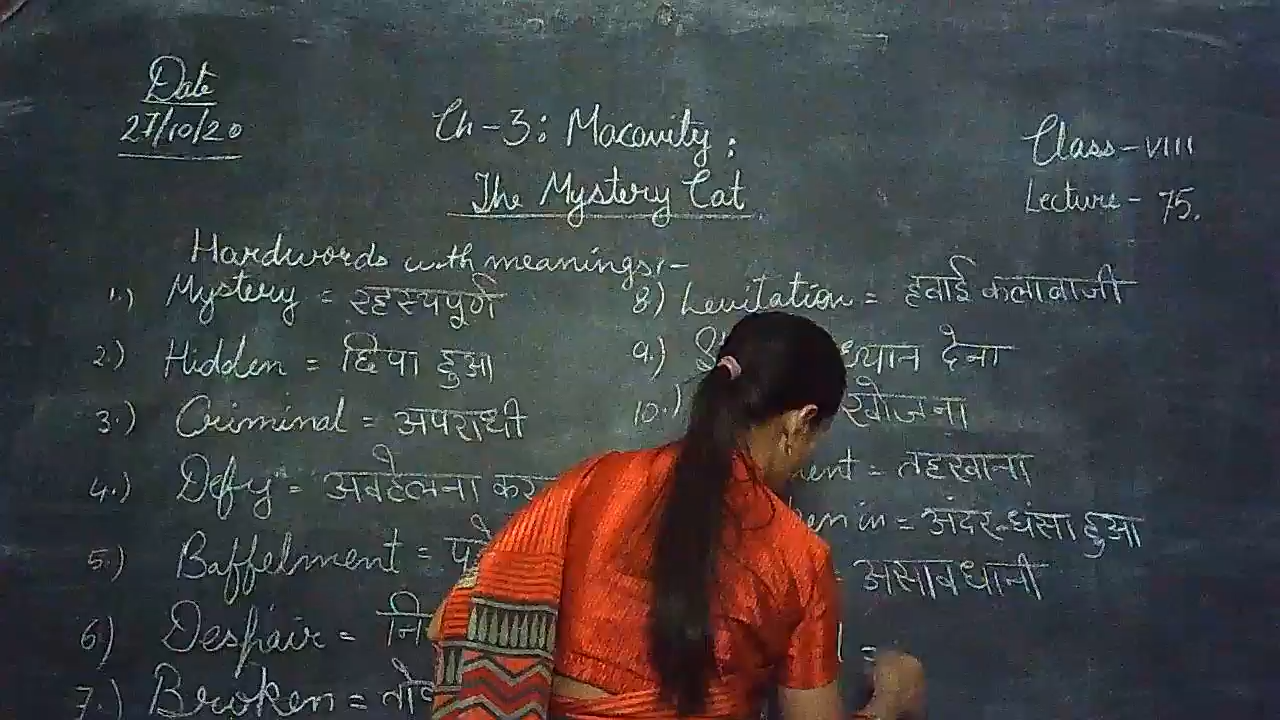 Date
27/10/20
Ch-3: Macavity:
The Mystery Cat
Class-VIII
Lecture - 75.
Hardwords with meanings:-
1.) Mystery = रहस्यपूर्ण
2.) Hidden = छिपा हुआ
3.) Criminal = अपराधी
4.) Defy = अवहेलना कर
5.) Baffelment =
6.) Despair = नि
7.) Broken = तोड़
8.) Levitation = हवाई कलाबाजी
9.) ध्यान देना
10.) खोजना
ment = तहखाना
ken in = अंदर-धंसा हुआ
= असावधानी
=